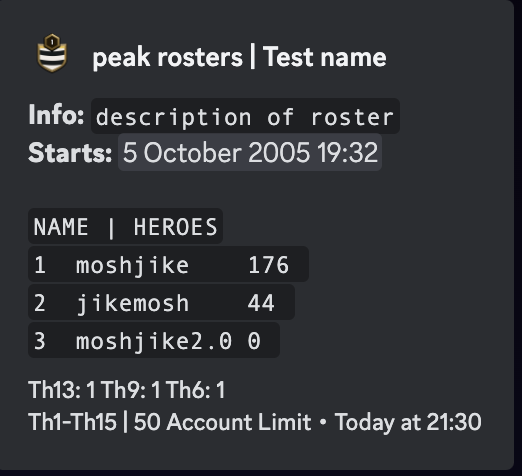 peak rosters | Test name
Info: description of roster
Starts: 5 October 2005 19:32
NAME | HEROES
1  moshjike    176
2  jikemosh    44
3  moshjike2.0 0
Th13: 1 Th9: 1 Th6: 1
Th1-Th15 | 50 Account Limit • Today at 21:30